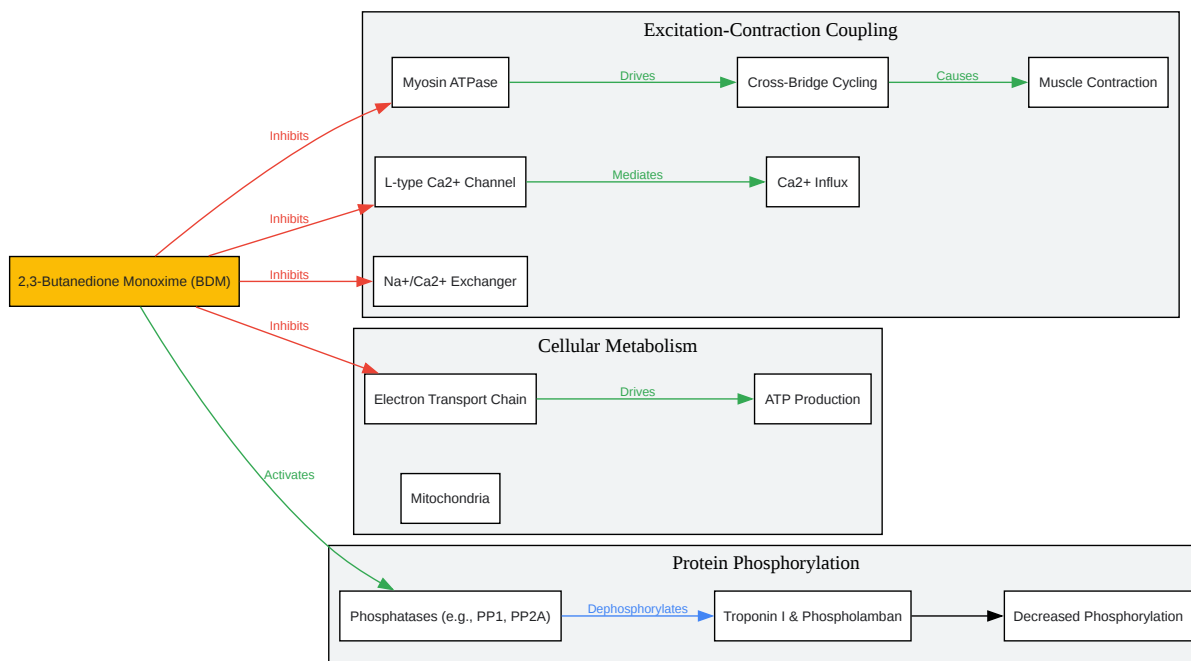 Excitation-Contraction Coupling
Myosin ATPase
Drives
Cross-Bridge Cycling
Causes
Muscle Contraction
Inhibits
L-type Ca2+ Channel
Mediates
Ca2+ Influx
Inhibits
2,3-Butanedione Monoxime (BDM)
Inhibits
Na+/Ca2+ Exchanger
Inhibits
Cellular Metabolism
Electron Transport Chain
Drives
ATP Production
Activates
Mitochondria
Protein Phosphorylation
Phosphatases (e.g., PP1, PP2A)
Dephosphorylates
Troponin I & Phospholamban
Decreased Phosphorylation